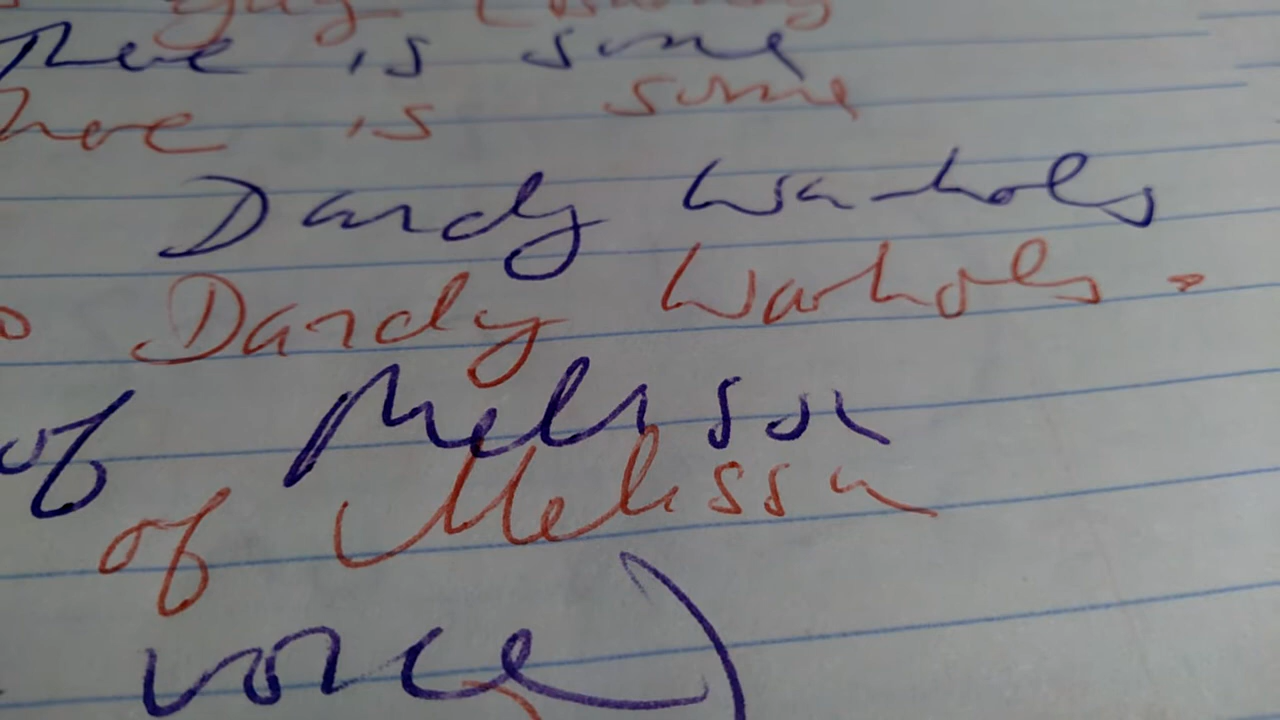 There is some
there is some
Dandy Warhols
Dandy Warhols.
of Melissa
of Melissa
voice)